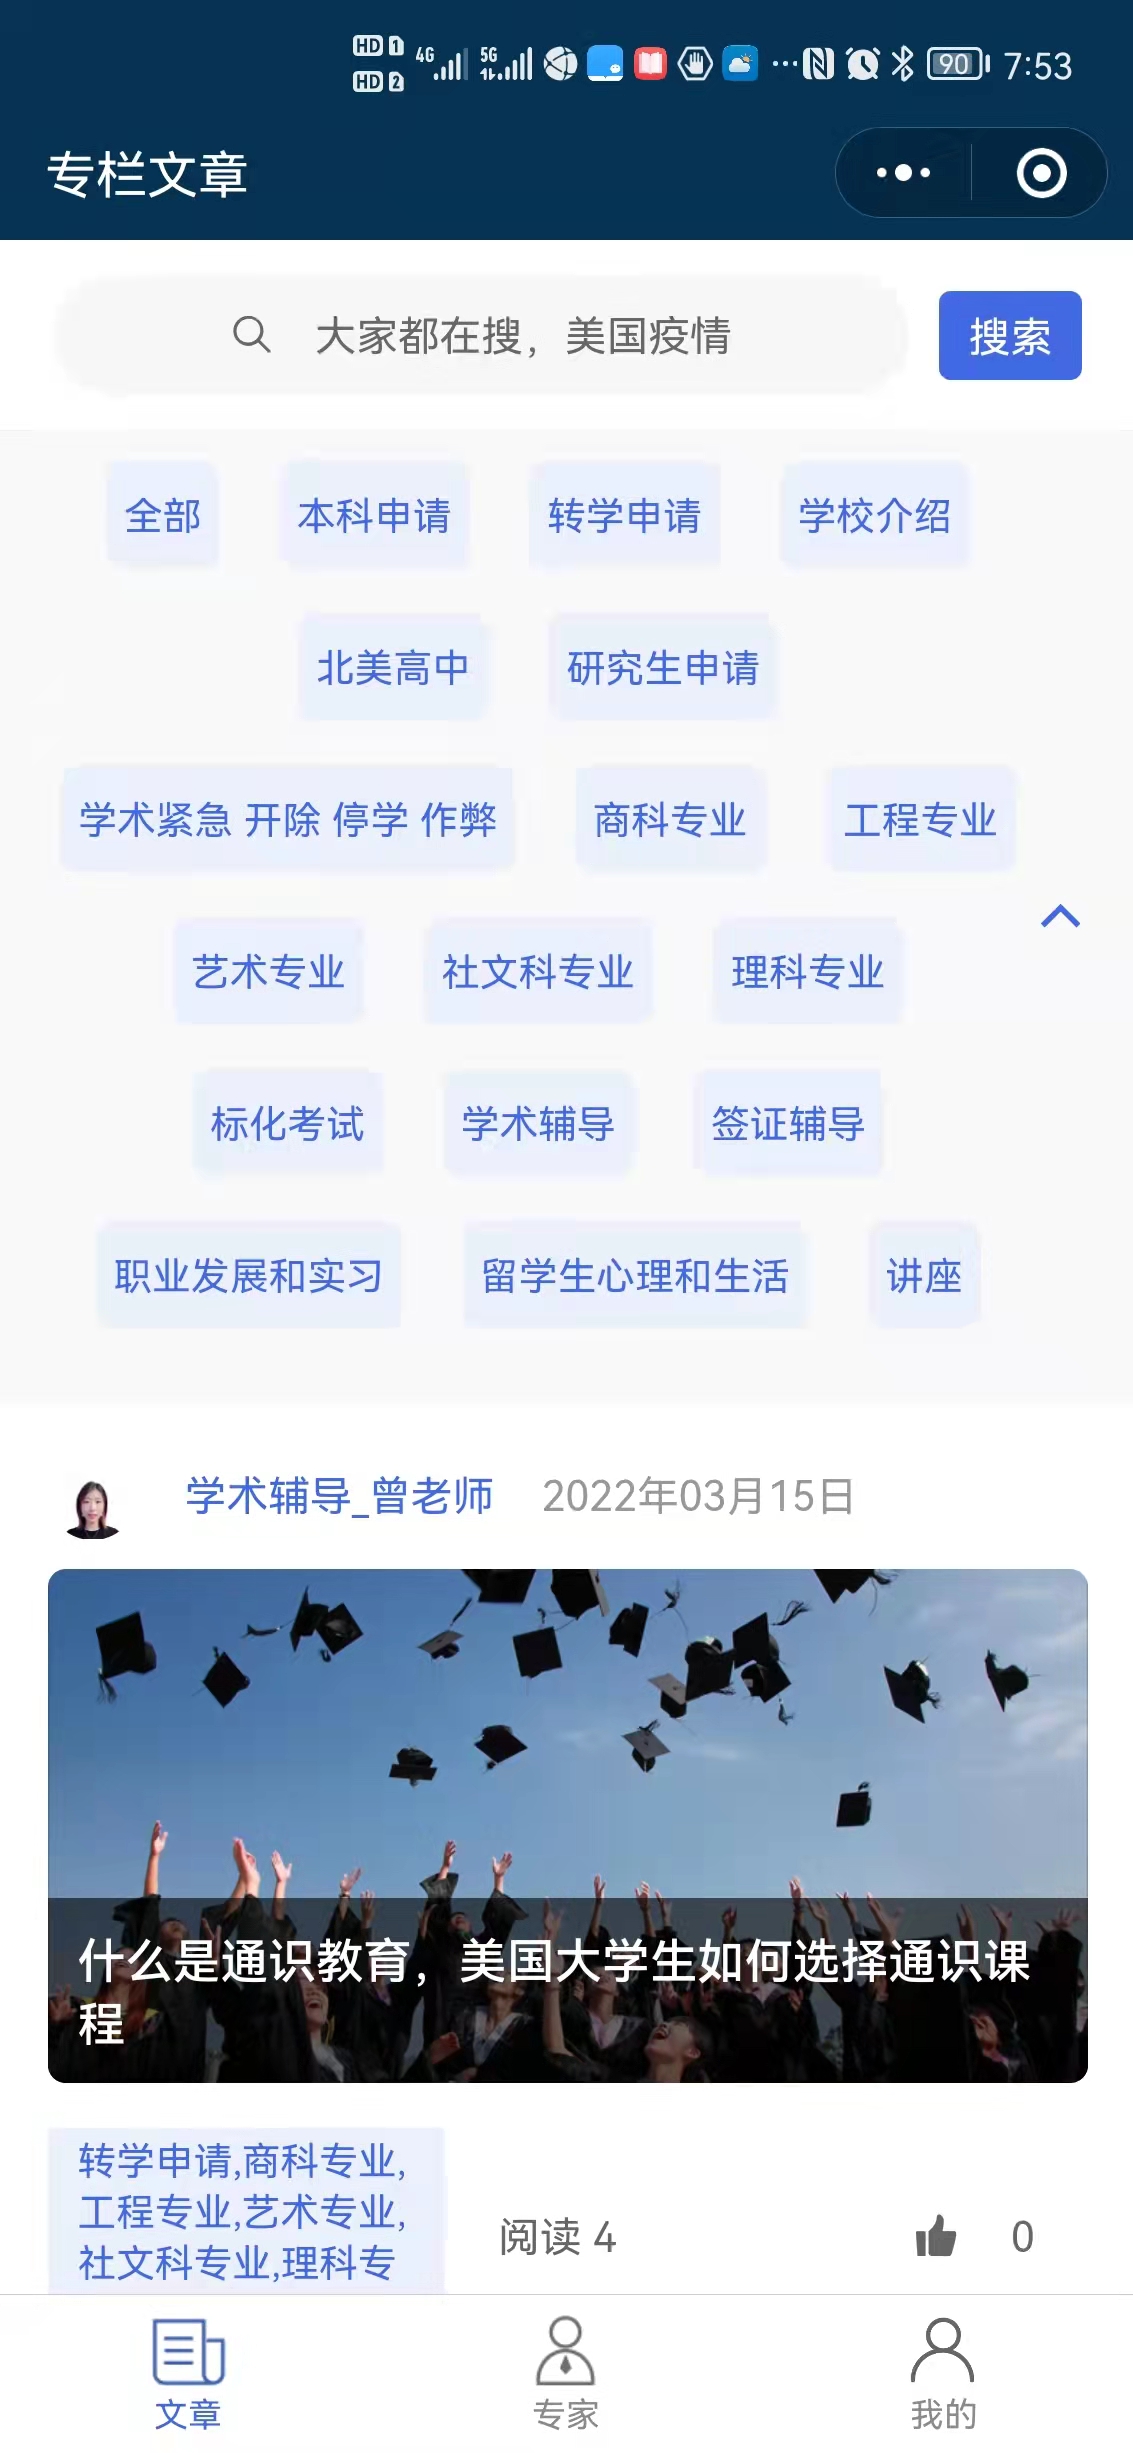 HD 1 4G 5G 90 7:53
HD 2
专栏文章
大家都在搜，美国疫情 搜索
全部 本科申请 转学申请 学校介绍
北美高中 研究生申请
学术紧急 开除 停学 作弊 商科专业 工程专业
艺术专业 社文科专业 理科专业
标化考试 学术辅导 签证辅导
职业发展和实习 留学生心理和生活 讲座
学术辅导_曾老师 2022年03月15日
什么是通识教育，美国大学生如何选择通识课
程
转学申请,商科专业,
工程专业,艺术专业,
社文科专业,理科专
阅读 4 0
文章 专家 我的